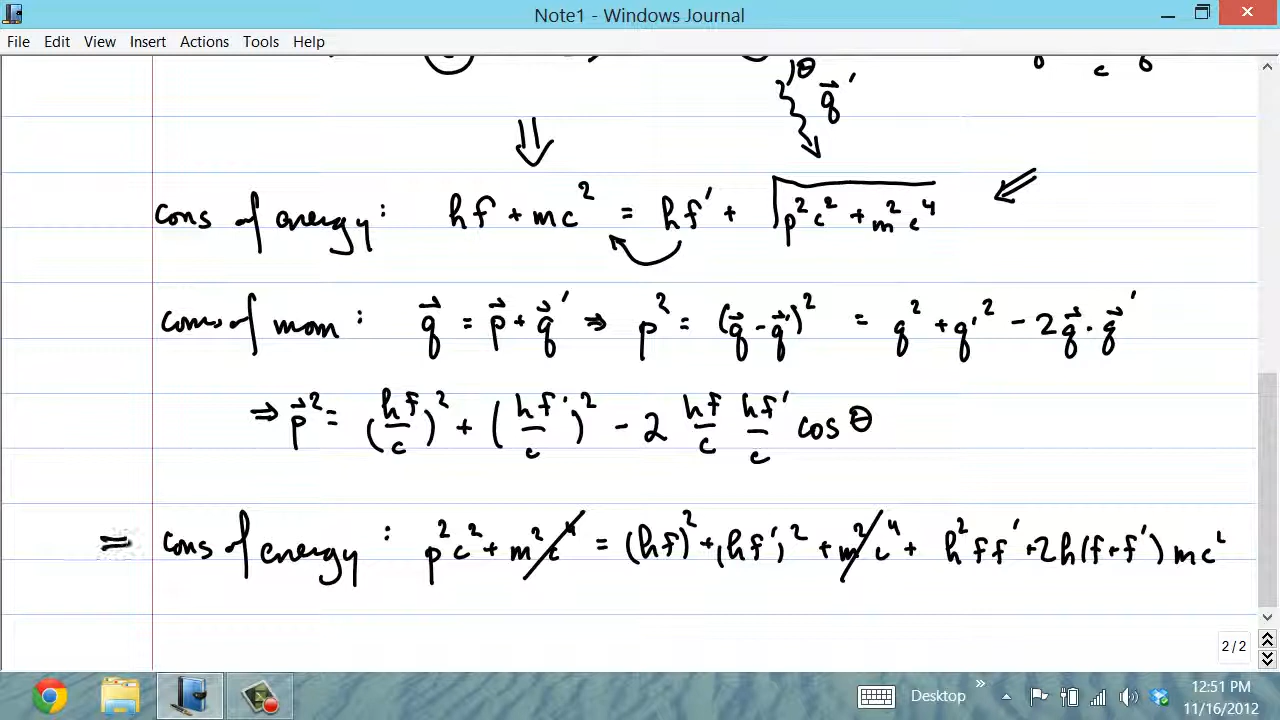 Note1 - Windows Journal
File Edit View Insert Actions Tools Help
θ
q⃗ ′
c
⇓
Cons of energy : hf + mc² = hf′ + √(p²c² + m²c⁴) ⇐
Cons of mom : q⃗ = p⃗ + q⃗′ ⇒ p² = (q⃗ - q⃗′)² = q² + q′² - 2q⃗ · q⃗′
⇒ p⃗² = (hf/c)² + (hf′/c)² - 2 hf/c hf′/c cos θ
= Cons of energy : p²c² + m²c⁴ = (hf)² + (hf′)² + m²c⁴ + h²ff′ + 2h(f+f′)mc²
2/2
Desktop
12:51 PM
11/16/2012